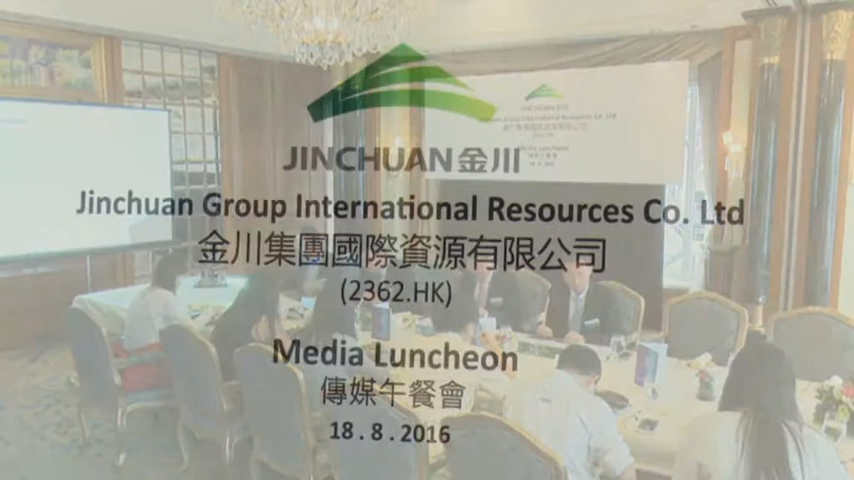 JINCHUAN金川
Jinchuan Group International Resources Co. Ltd
金川集團國際資源有限公司
(2362.HK)
Media Luncheon
傳媒午餐會
18.8.2016
Media Luncheon